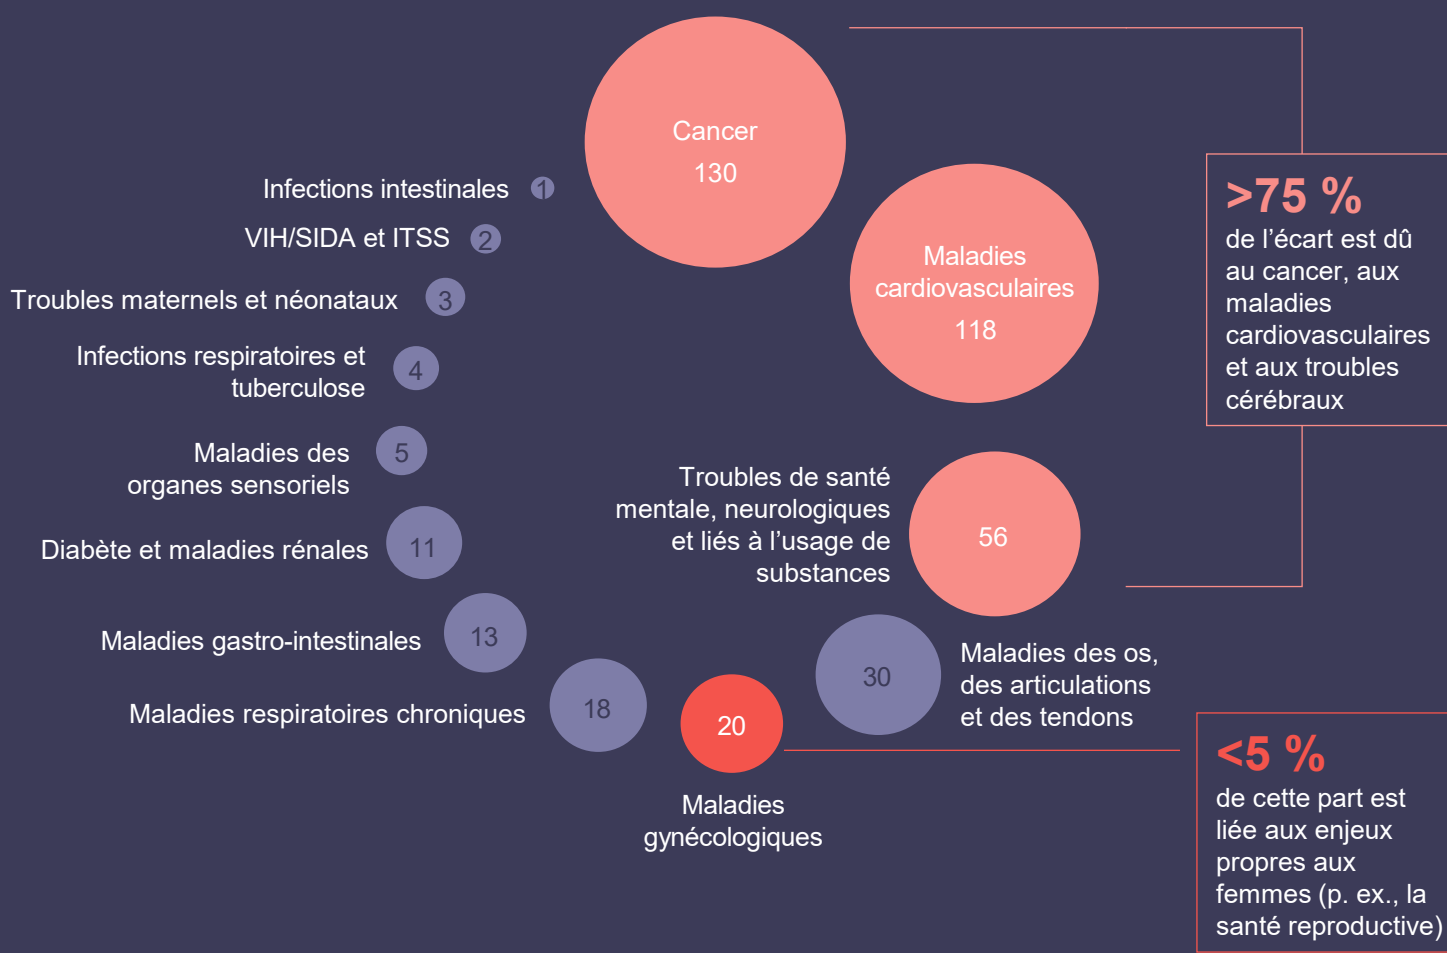 Cancer
130
Infections intestinales
1
VIH/SIDA et ITSS
2
Troubles maternels et néonataux
3
Infections respiratoires et
tuberculose
4
Maladies des
organes sensoriels
5
Diabète et maladies rénales
11
Maladies gastro-intestinales
13
Maladies respiratoires chroniques
18
20
Maladies
gynécologiques
30
Maladies des os,
des articulations
et des tendons
Troubles de santé
mentale, neurologiques
et liés à l’usage de
substances
56
Maladies
cardiovasculaires
118
>75 %
de l’écart est dû
au cancer, aux
maladies
cardiovasculaires
et aux troubles
cérébraux
<5 %
de cette part est
liée aux enjeux
propres aux
femmes (p. ex., la
santé reproductive)